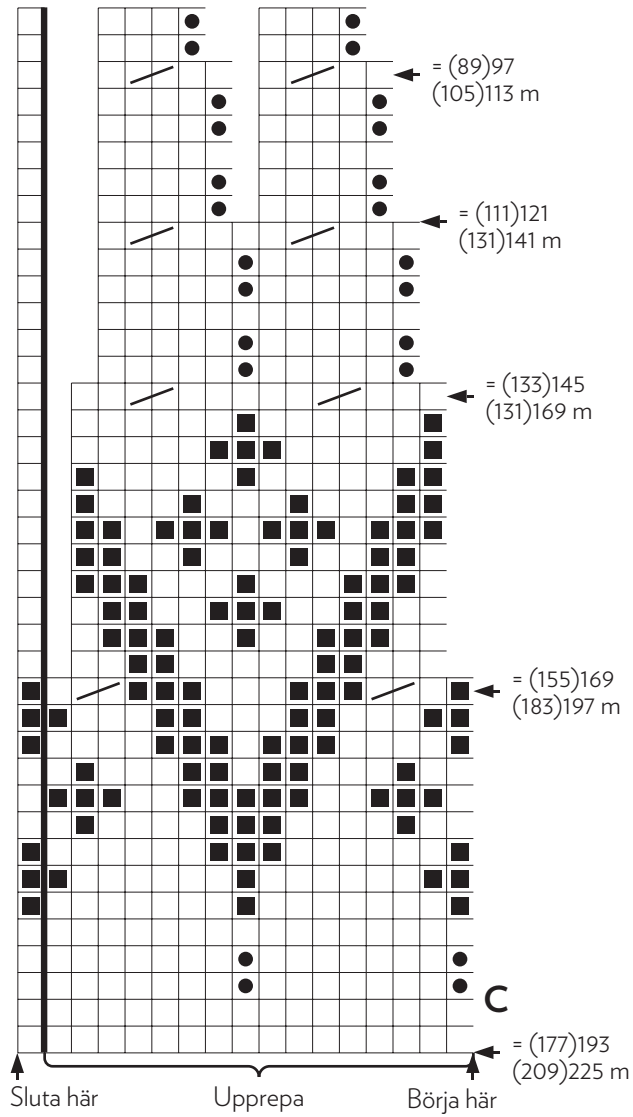 = (89)97
(105)113 m
= (111)121
(131)141 m
= (133)145
(131)169 m
= (155)169
(183)197 m
C
= (177)193
(209)225 m
Sluta här Upprepa Börja här